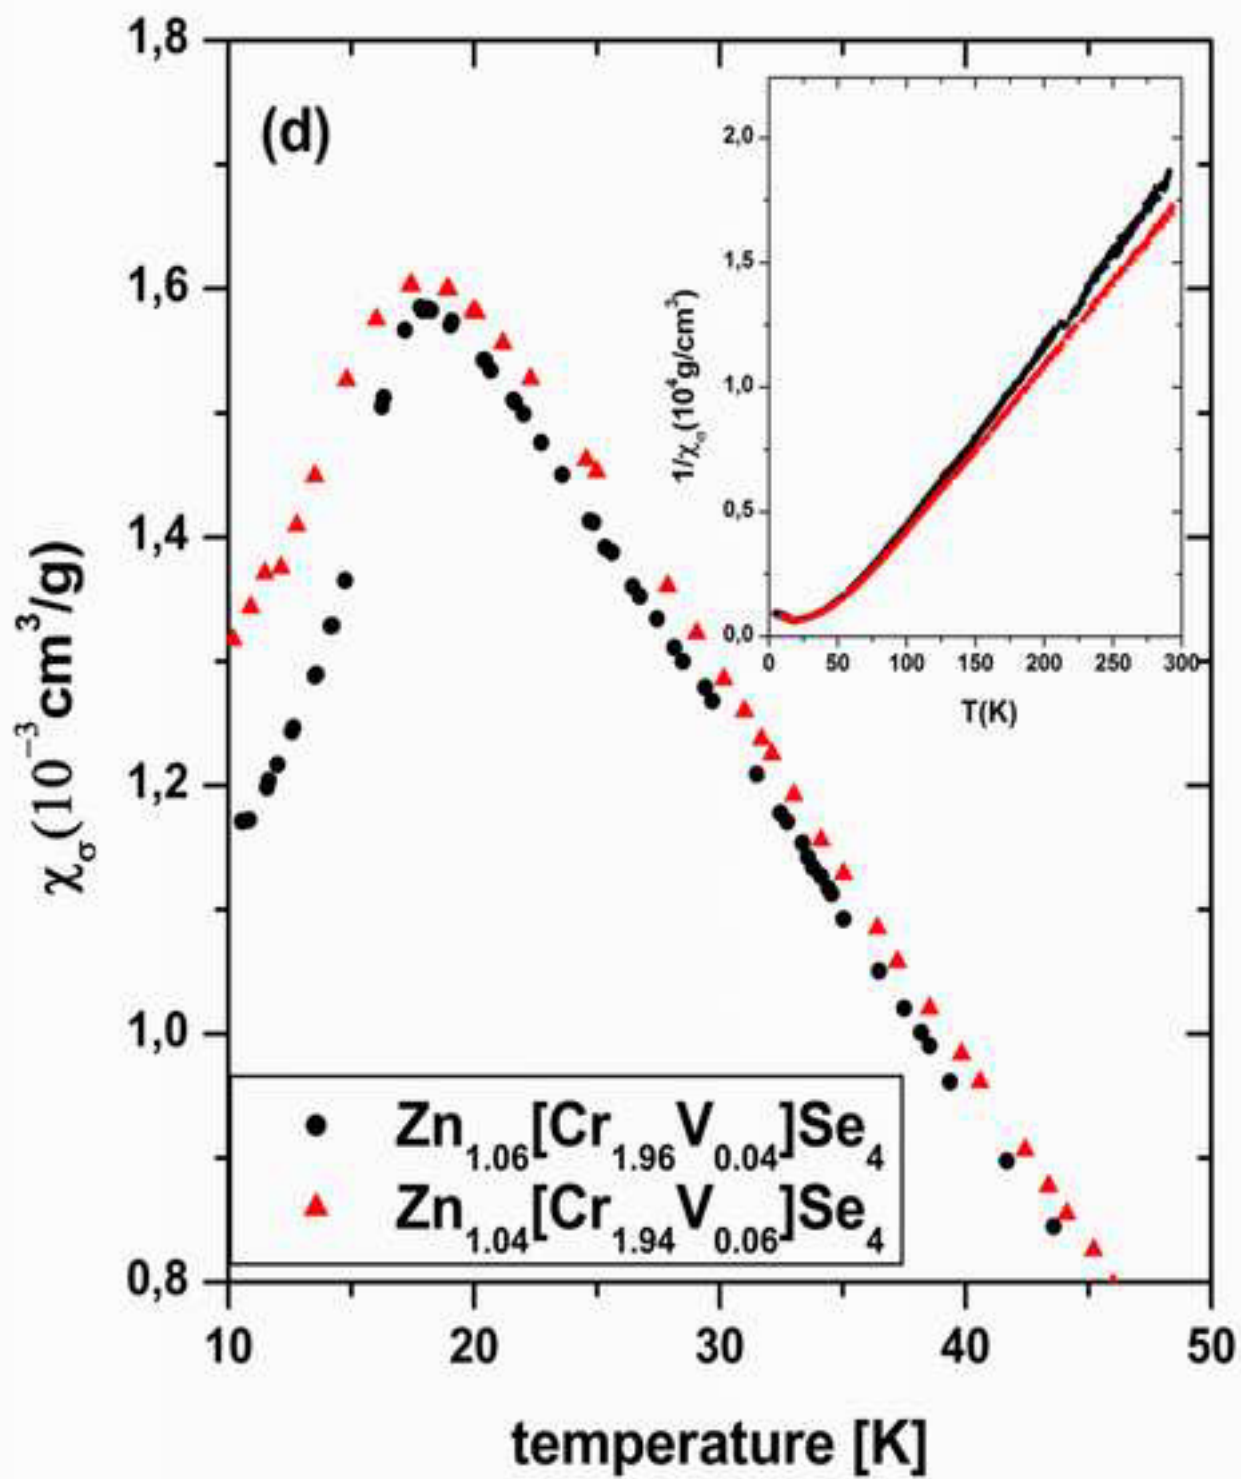 1,8
(d)
1,6
1,4
1,2
1,0
0,8
χσ(10⁻³cm³/g)
10 20 30 40 50
temperature [K]
2,0
1,5
1,0
0,5
0,0
1/χσ(10⁴g/cm³)
0 50 100 150 200 250 300
T(K)
Zn1.06[Cr1.96V0.04]Se4
Zn1.04[Cr1.94V0.06]Se4